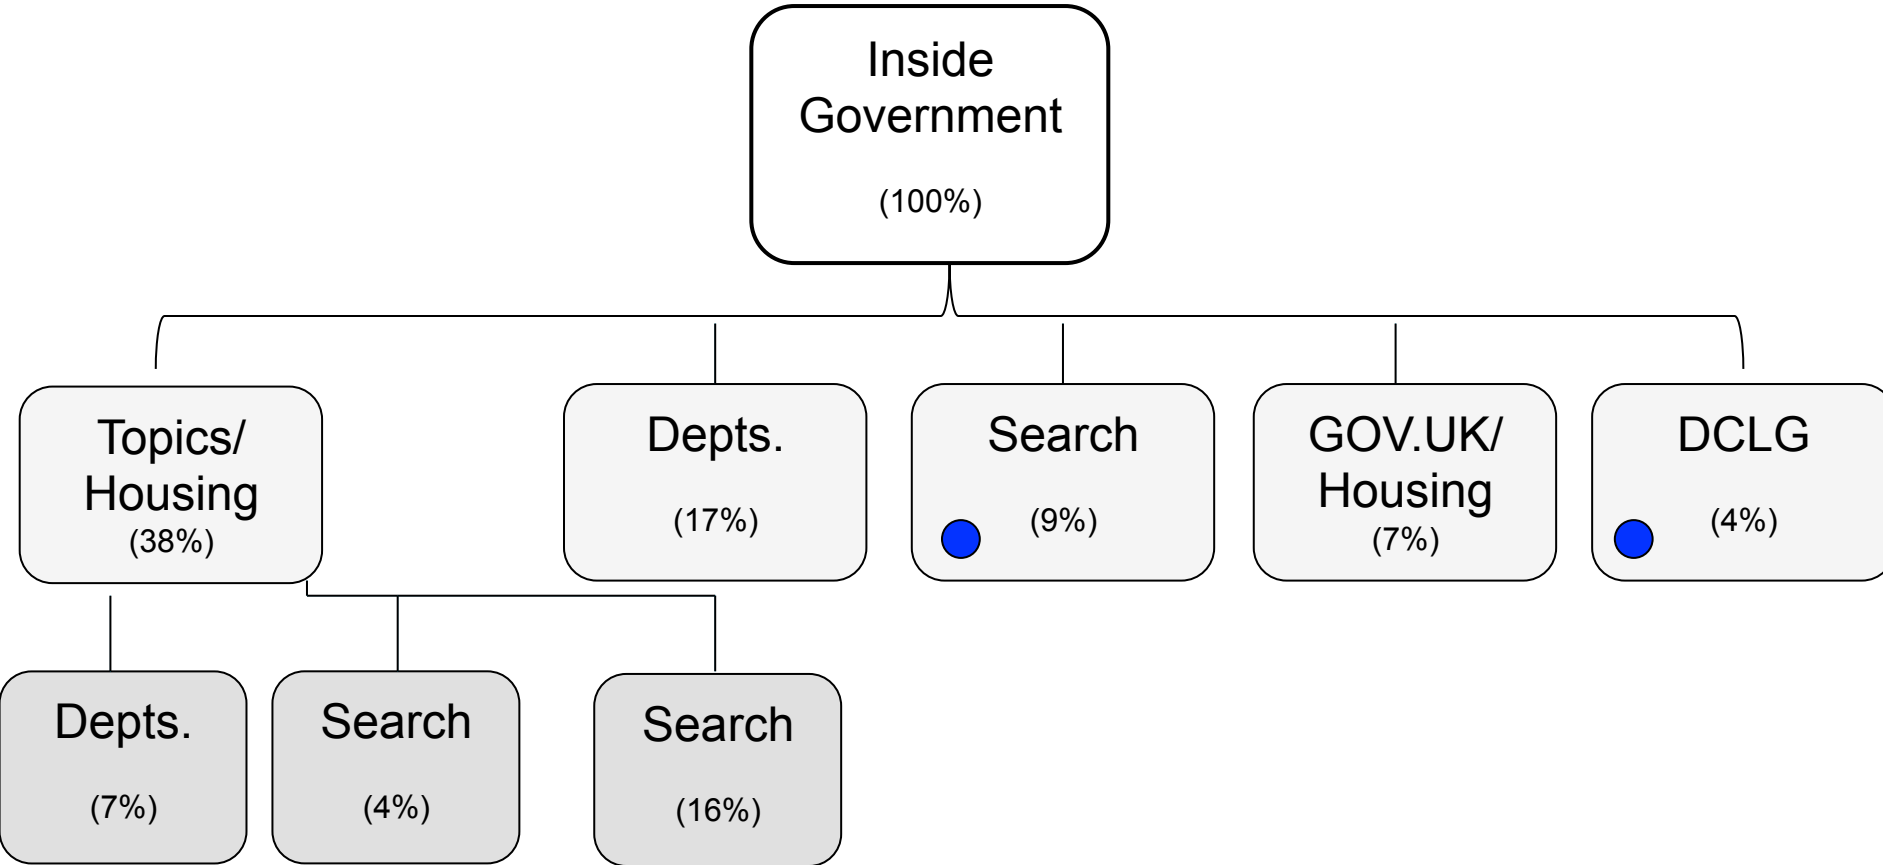 Inside
Government
(100%)
Topics/
Housing
(38%)
Depts.
(17%)
Search
(9%)
GOV.UK/
Housing
(7%)
DCLG
(4%)
Depts.
(7%)
Search
(4%)
Search
(16%)